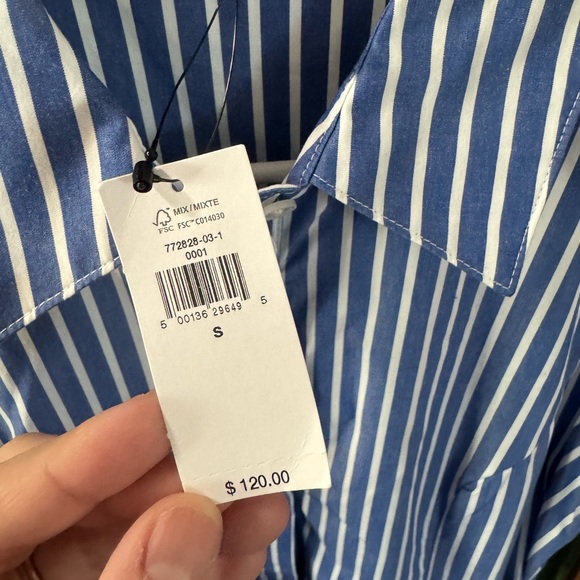 MIX/MIXTE
FSC FSC™ C014030
772828-03-1
0001
5 00136 29649 5
S
$ 120.00